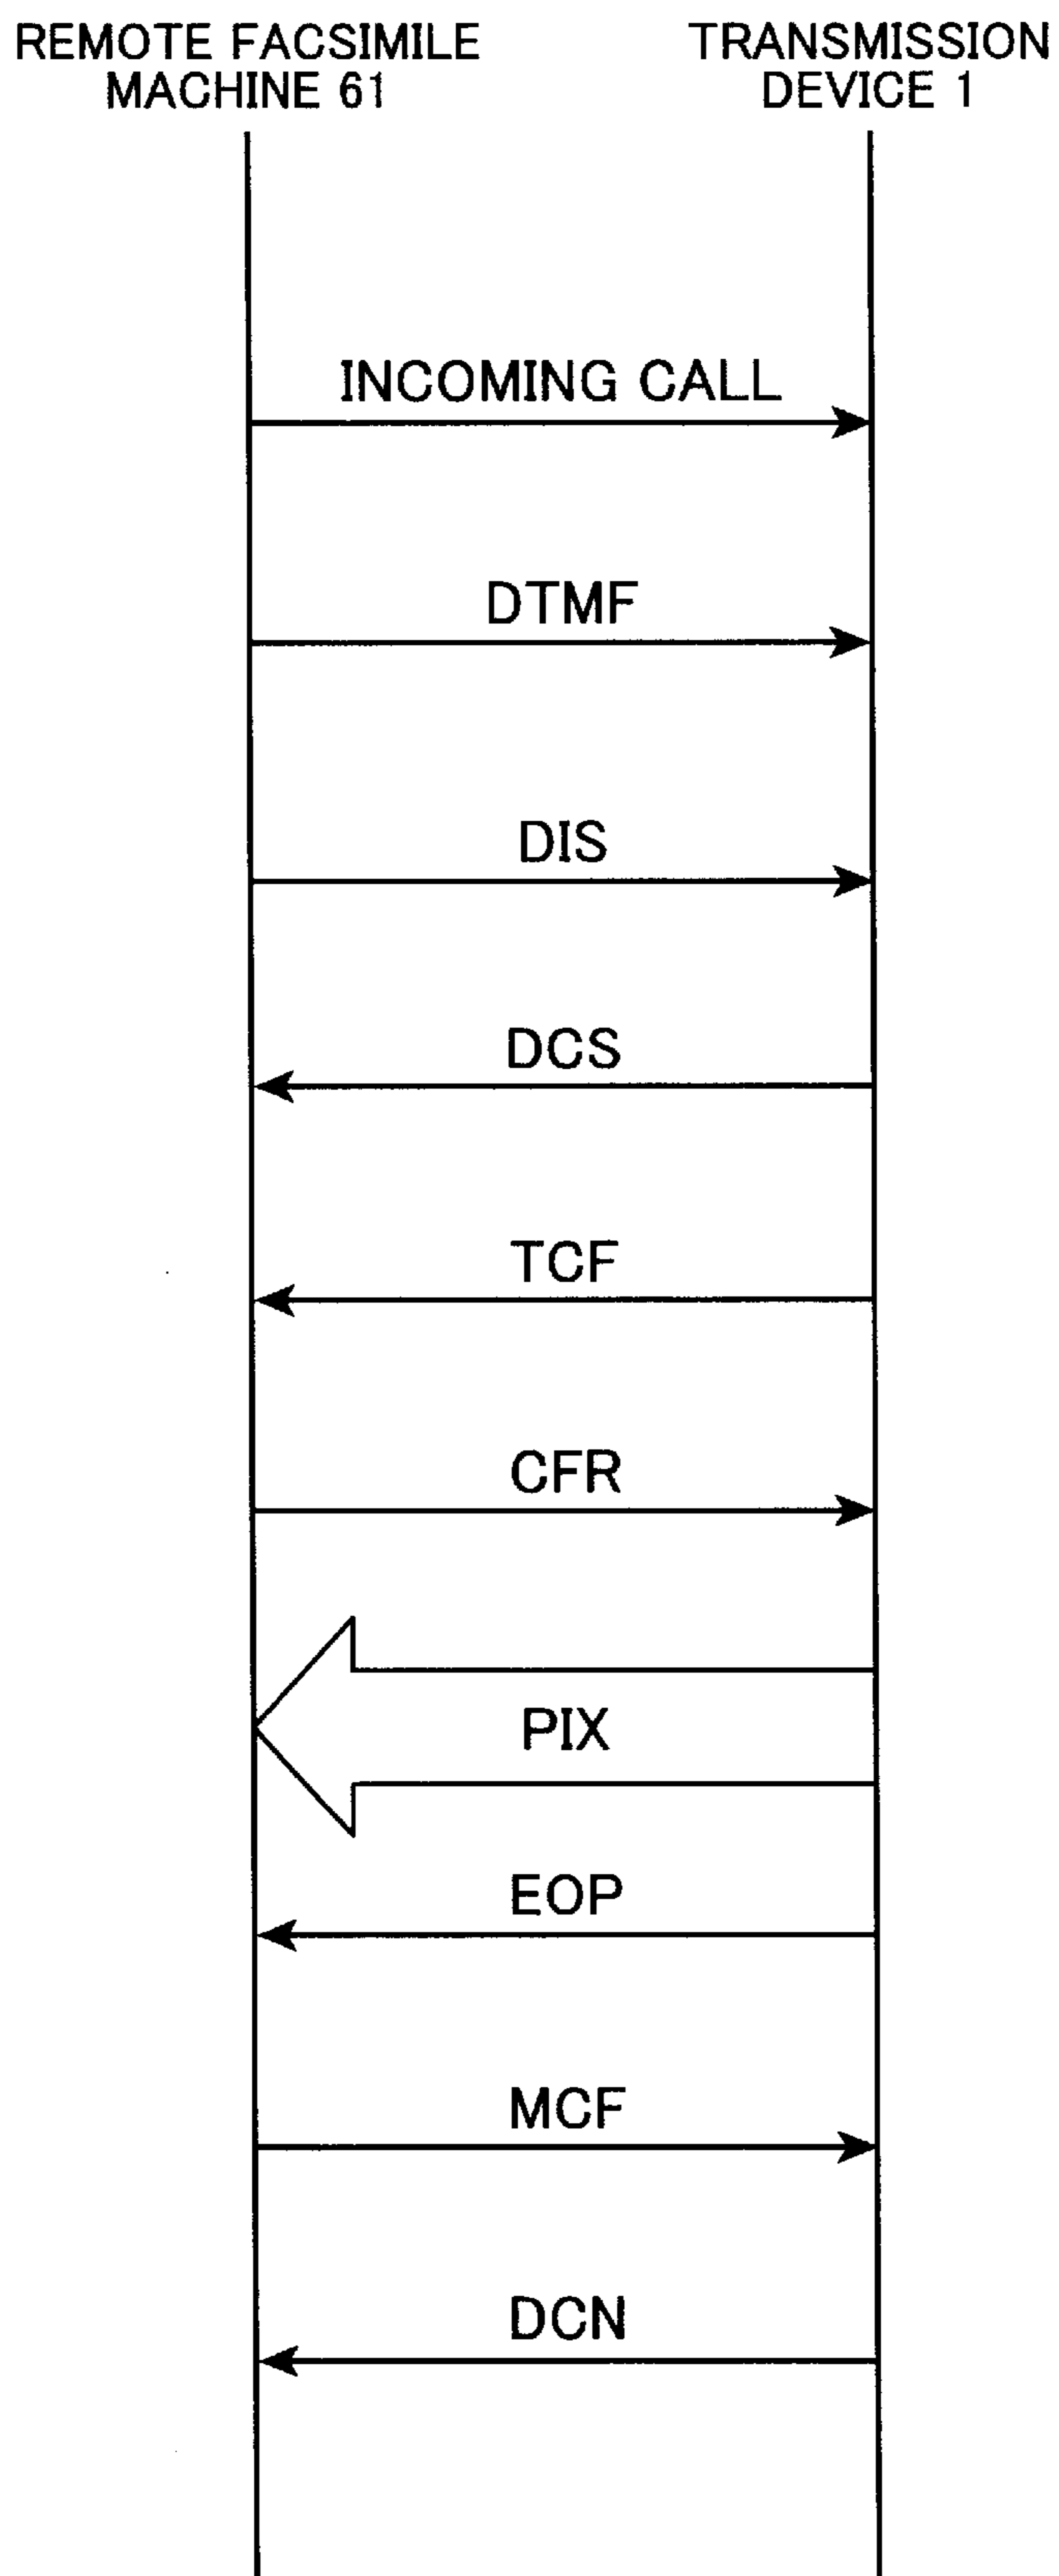 REMOTE FACSIMILE
MACHINE 61
TRANSMISSION
DEVICE 1
INCOMING CALL
DTMF
DIS
DCS
TCF
CFR
PIX
EOP
MCF
DCN